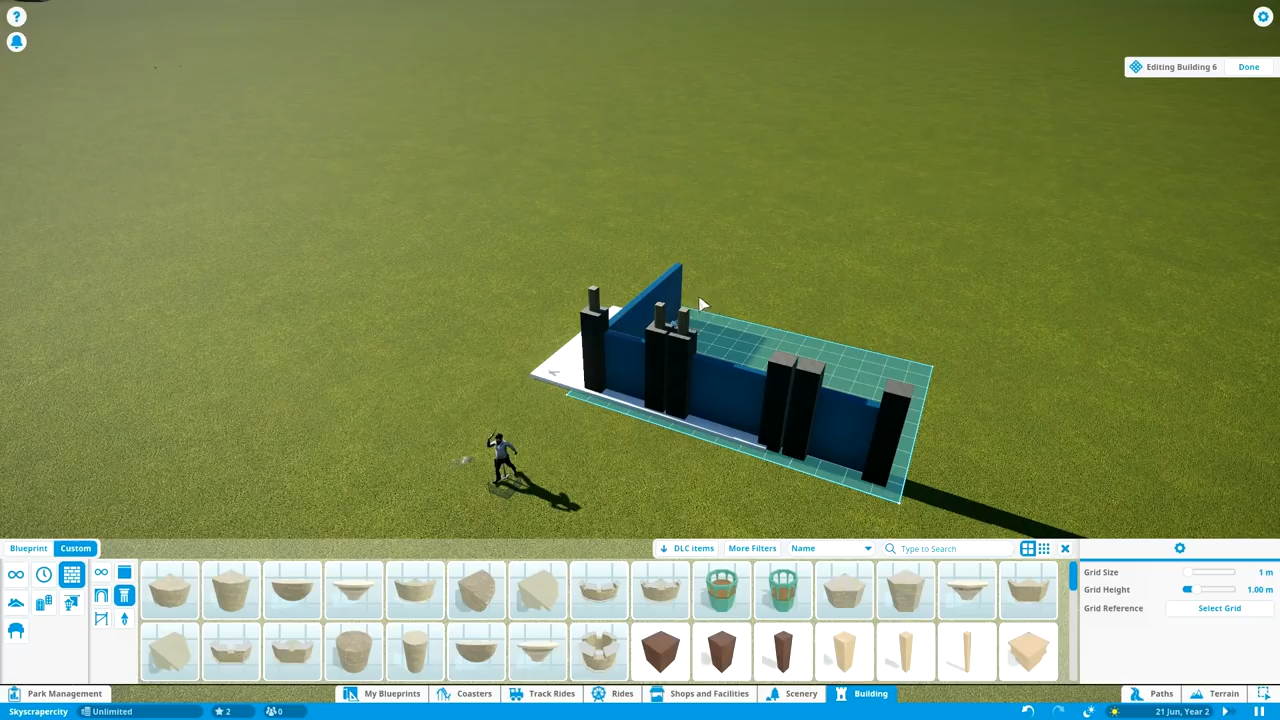 ?
Editing Building 6 Done
Blueprint Custom
DLC items More Filters Name Type to Search
Grid Size 1 m
Grid Height 1.00 m
Grid Reference Select Grid
Park Management My Blueprints Coasters Track Rides Rides Shops and Facilities Scenery Building Paths Terrain
Skyscrapercity Unlimited 2 0 21 Jun, Year 2